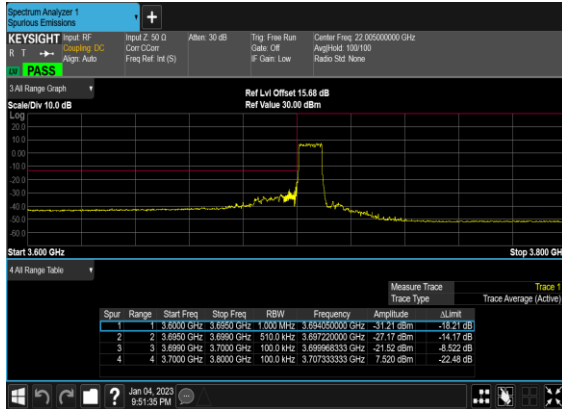 Spectrum Analyzer 1
Spurious Emissions
KEYSIGHT Input: RF Input Z: 50 Ω Atten: 30 dB Trig: Free Run Center Freq: 22.005000000 GHz
R T Coupling: DC Corr CCorr Gate: Off Avg|Hold: 100/100
Align: Auto Freq Ref: Int (S) IF Gain: Low Radio Std: None
LU PASS
3 All Range Graph
Ref Lvl Offset 15.68 dB
Scale/Div 10.0 dB Ref Value 30.00 dBm
Log
20.0
10.0
0.00
-10.0
-20.0
-30.0
-40.0
-50.0
-60.0
Start 3.600 GHz Stop 3.800 GH
4 All Range Table
Measure Trace Trace 1
Trace Type Trace Average (Active)
Spur Range Start Freq Stop Freq RBW Frequency Amplitude ΔLimit
1 1 3.6000 GHz 3.6950 GHz 1.000 MHz 3.694050000 GHz -31.21 dBm -18.21 dB
2 2 3.6950 GHz 3.6990 GHz 510.0 kHz 3.697220000 GHz -27.17 dBm -14.17 dB
3 3 3.6990 GHz 3.7000 GHz 100.0 kHz 3.699968333 GHz -21.52 dBm -8.522 dB
4 4 3.7000 GHz 3.8000 GHz 100.0 kHz 3.707333333 GHz 7.520 dBm -22.48 dB
Jan 04, 2023
9:51:35 PM